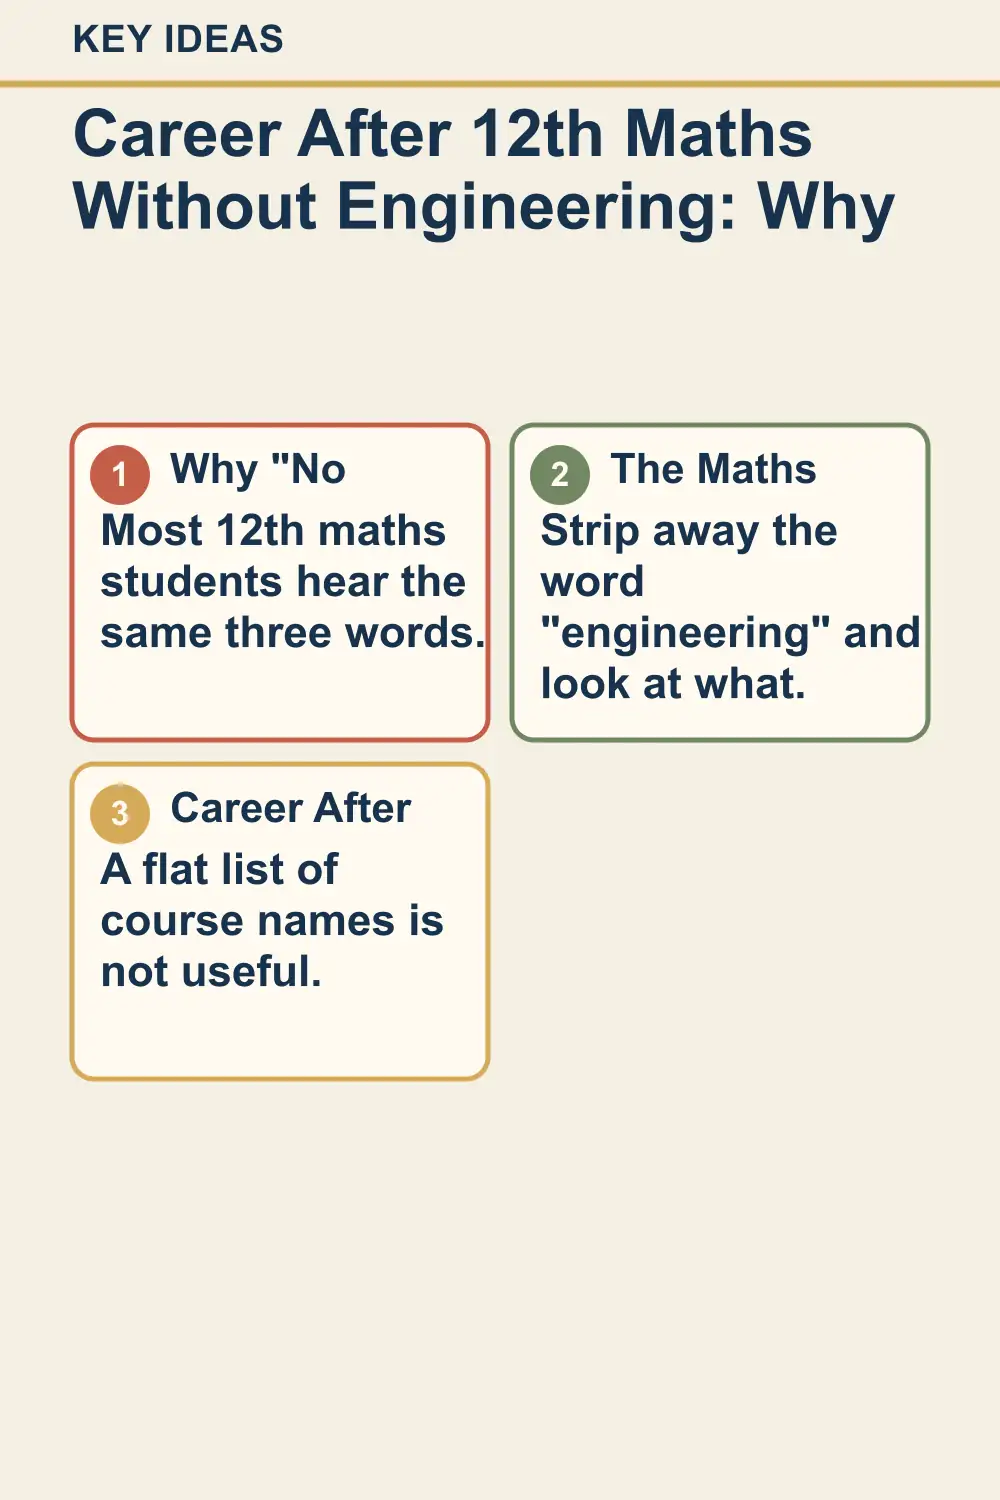 KEY IDEAS
Career After 12th Maths
Without Engineering: Why
1 Why "No
Most 12th maths
students hear the
same three words.
2 The Maths
Strip away the
word
"engineering" and
look at what.
3 Career After
A flat list of
course names is
not useful.